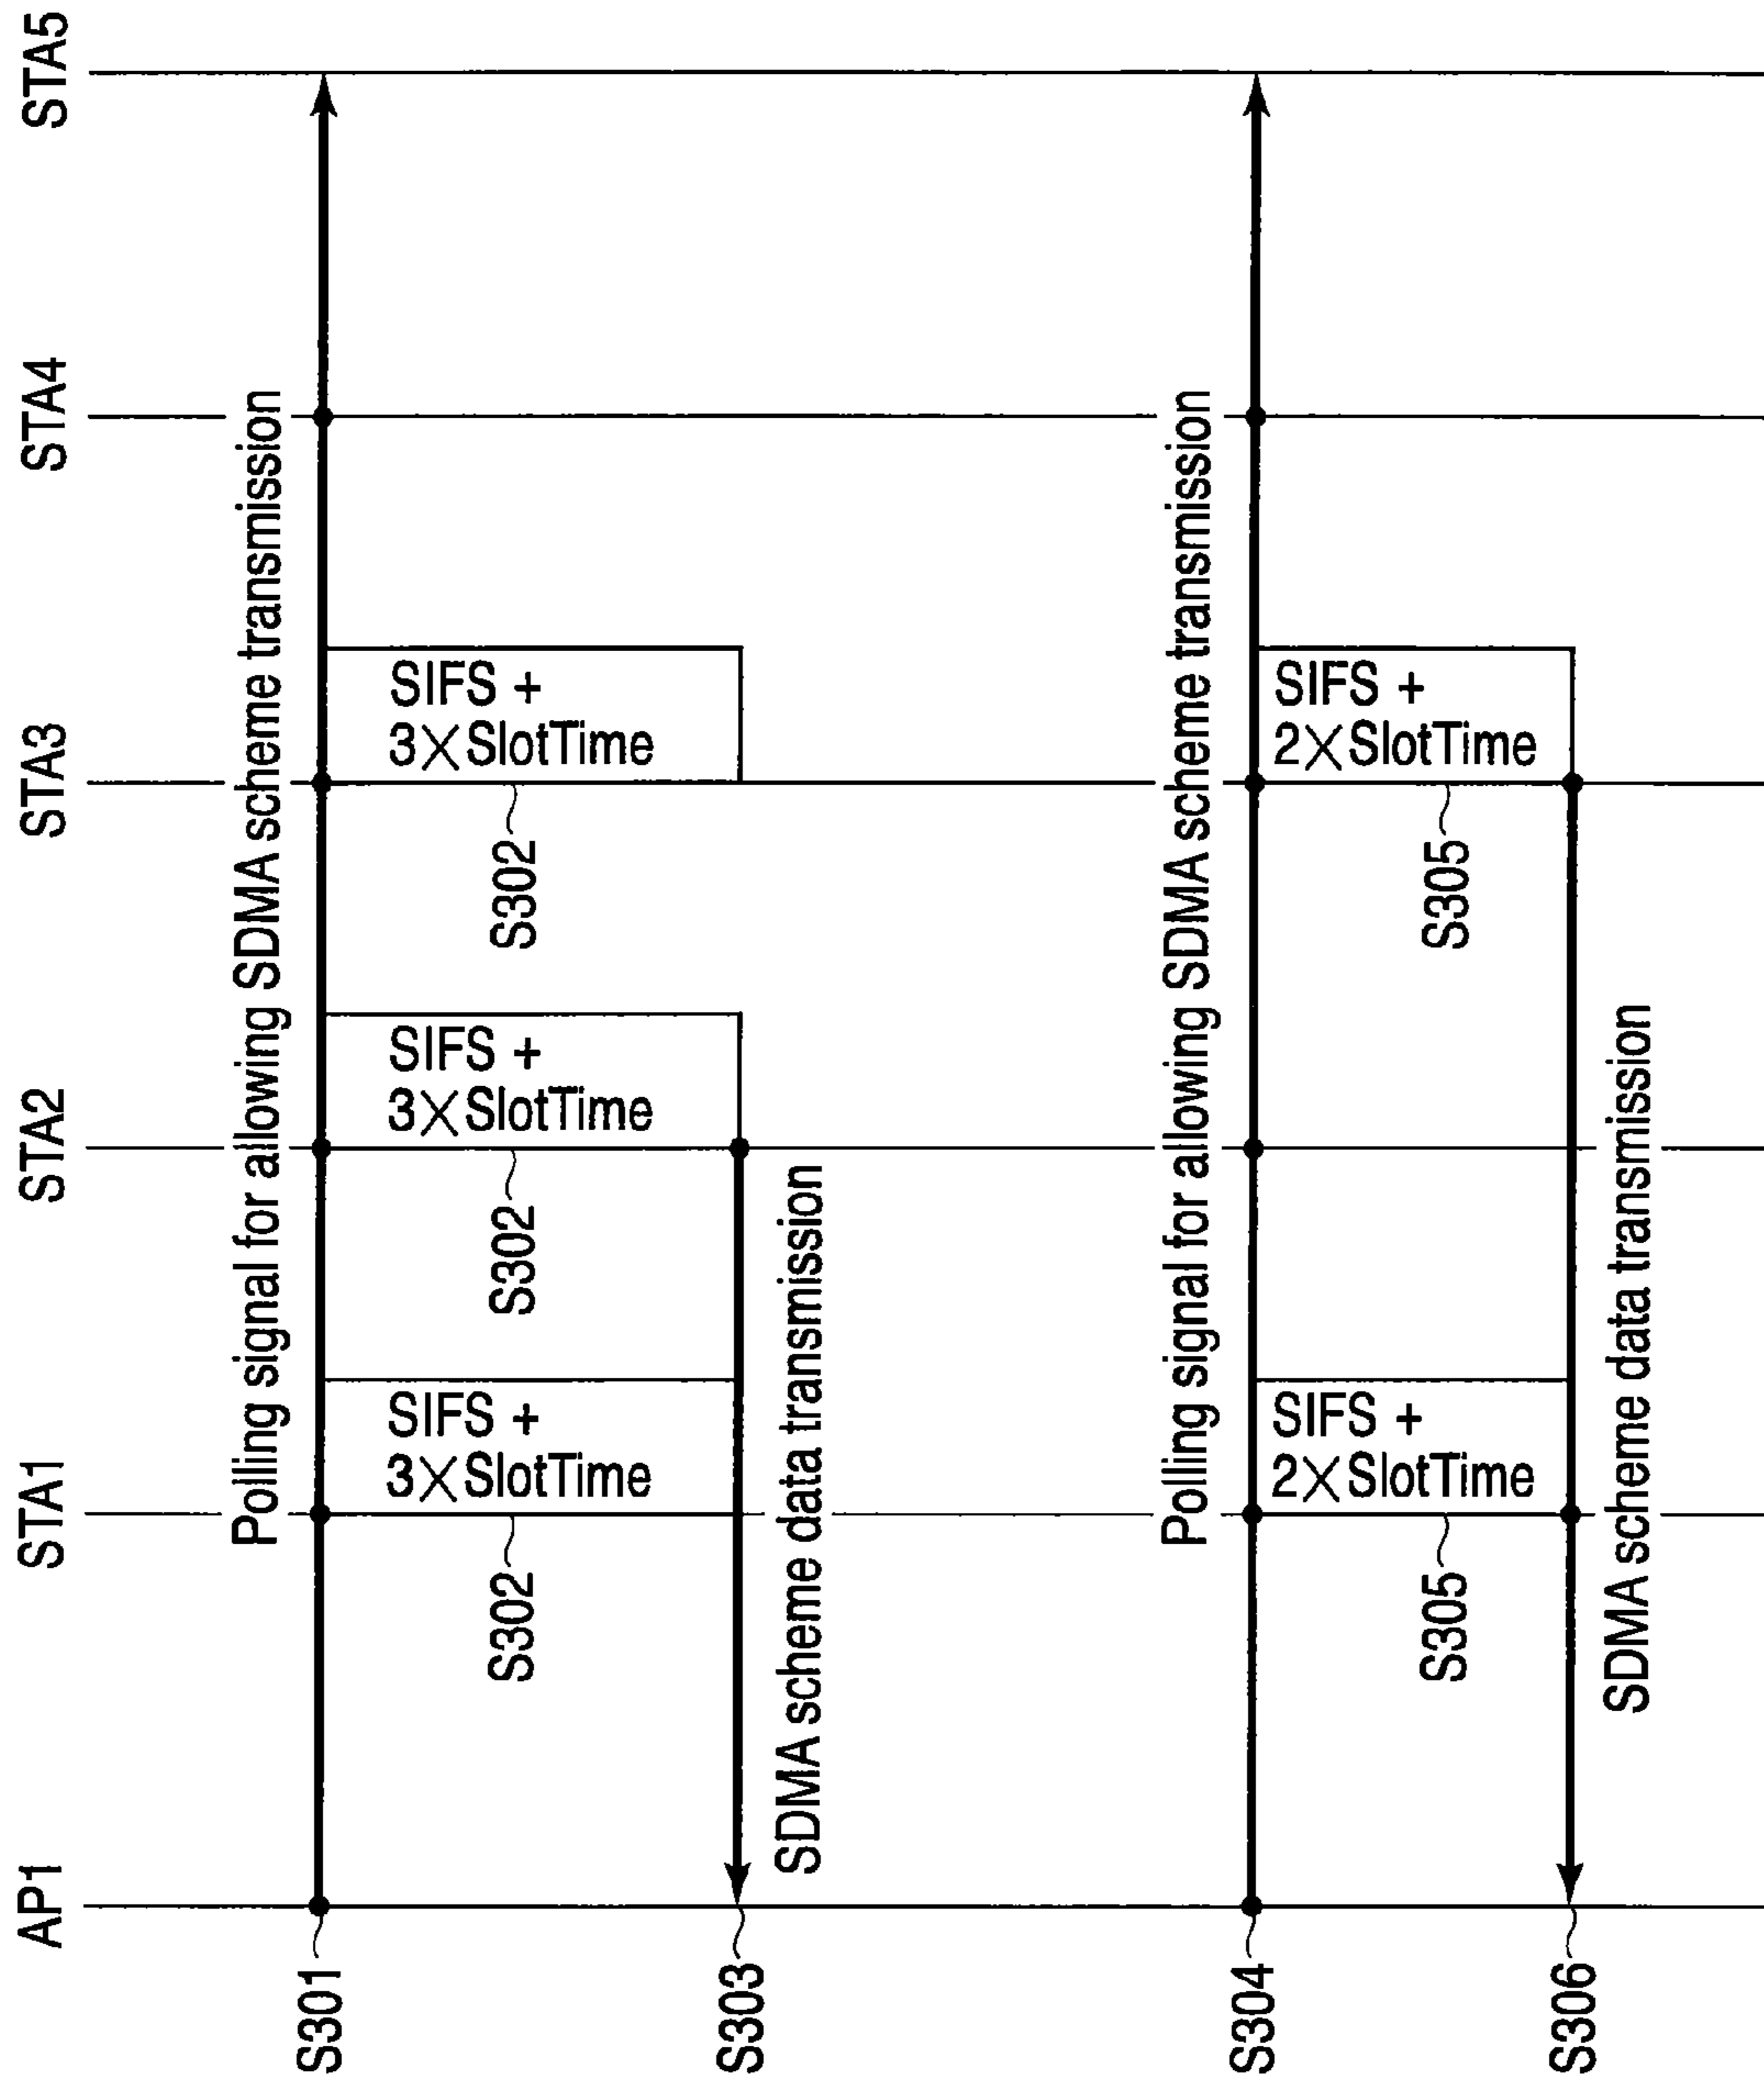 AP1
STA1
STA2
STA3
STA4
STA5
S301
Polling signal for allowing SDMA scheme transmission
SIFS +
3×SlotTime
SIFS +
3×SlotTime
SIFS +
3×SlotTime
S302
S302
S302
S303
SDMA scheme data transmission
S304
Polling signal for allowing SDMA scheme transmission
SIFS +
2×SlotTime
SIFS +
2×SlotTime
S305
S305
S306
SDMA scheme data transmission